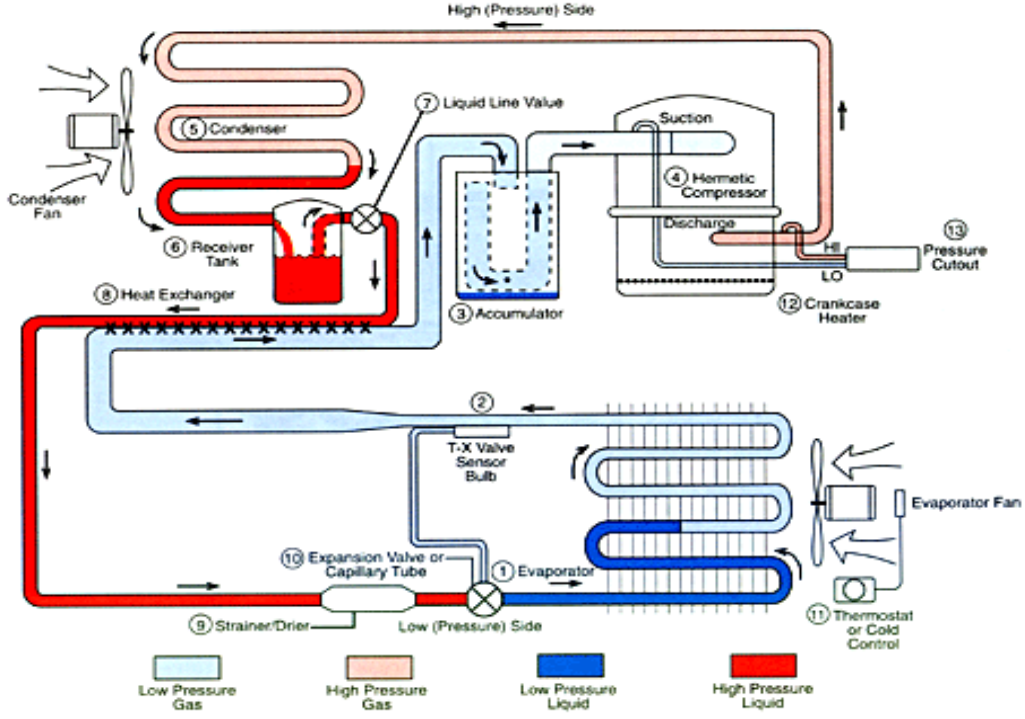 High (Pressure) Side
⑦ Liquid Line Value
Suction
⑤ Condenser
④ Hermetic
Compressor
Condenser
Fan
Discharge
⑥ Receiver
Tank
HI
LO
⑬
Pressure
Cutout
⑧ Heat Exchanger
③ Accumulator
⑫ Crankcase
Heater
②
T-X Valve
Sensor
Bulb
Evaporator Fan
⑩ Expansion Valve or
Capillary Tube
① Evaporator
⑨ Strainer/Drier
Low (Pressure) Side
⑪ Thermostat
or Cold
Control
Low Pressure
Gas
High Pressure
Gas
Low Pressure
Liquid
High Pressure
Liquid